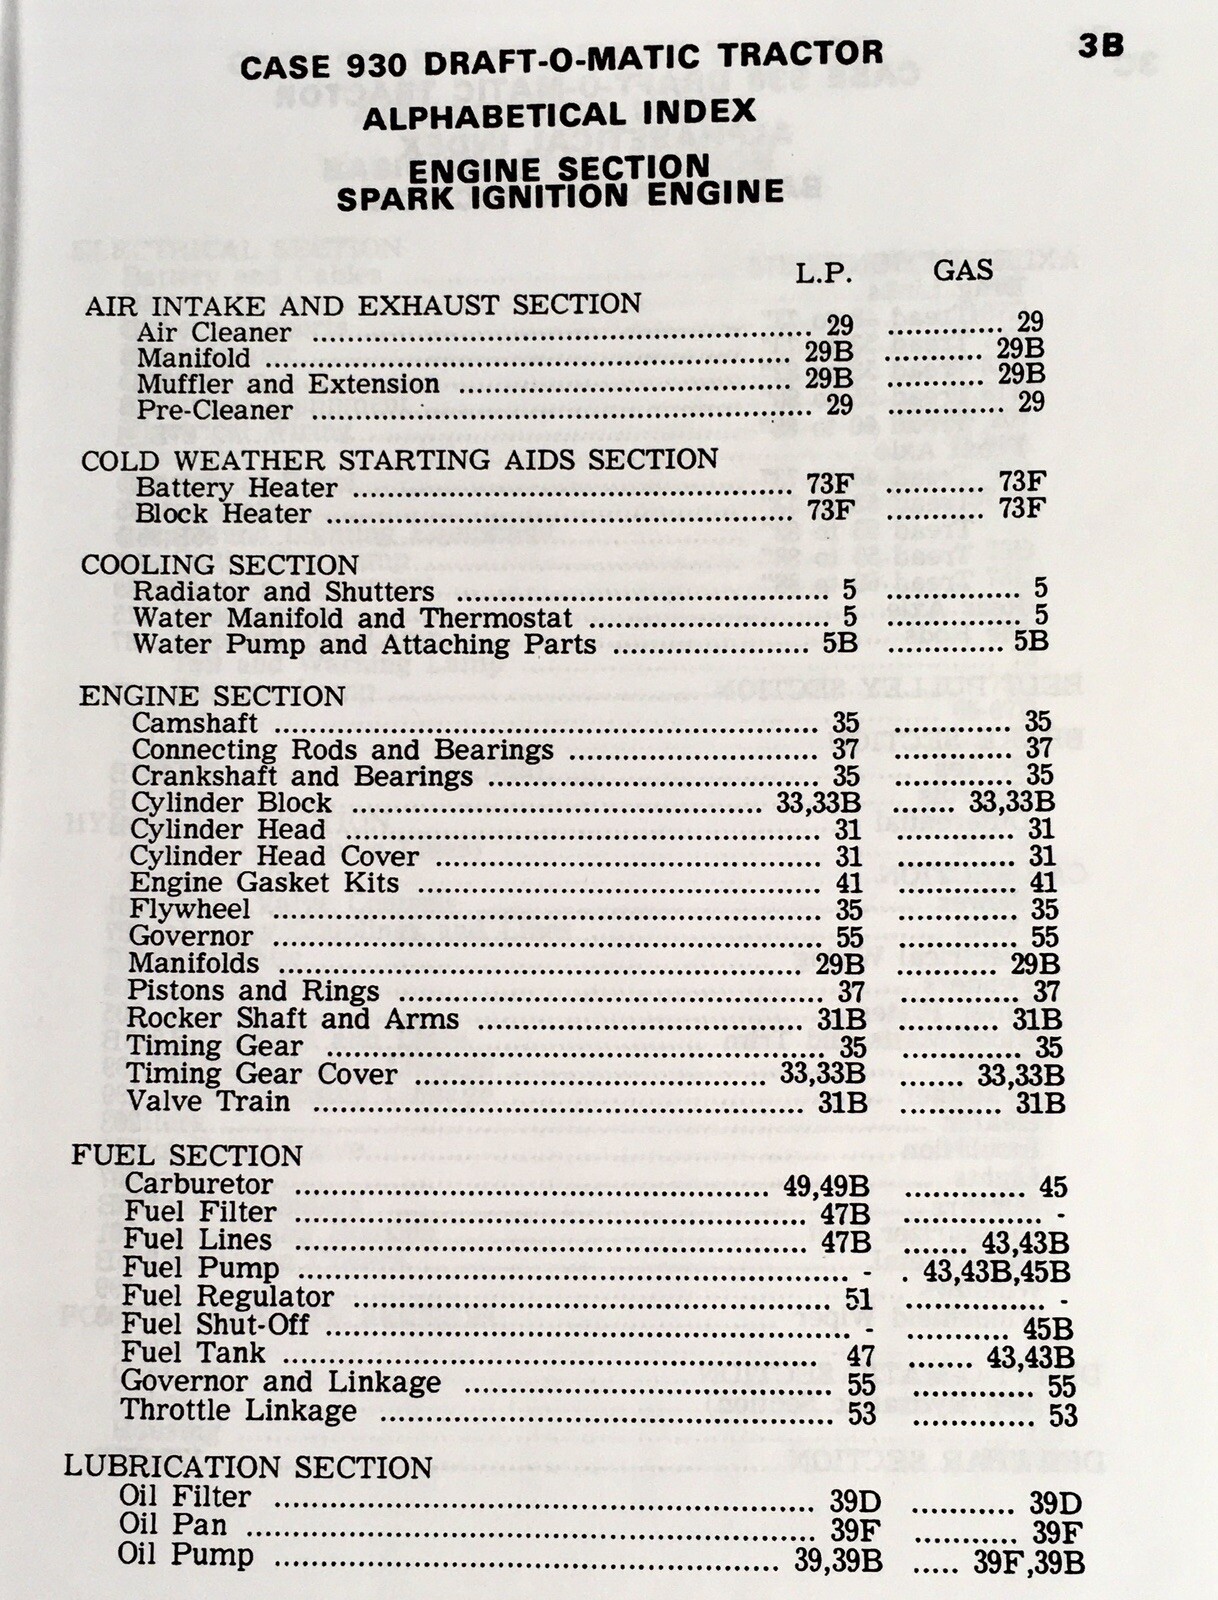 3B
CASE 930 DRAFT-O-MATIC TRACTOR
ALPHABETICAL INDEX
ENGINE SECTION
SPARK IGNITION ENGINE
L.P. GAS
AIR INTAKE AND EXHAUST SECTION
Air Cleaner 29 29
Manifold 29B 29B
Muffler and Extension 29B 29B
Pre-Cleaner 29 29
COLD WEATHER STARTING AIDS SECTION
Battery Heater 73F 73F
Block Heater 73F 73F
COOLING SECTION
Radiator and Shutters 5 5
Water Manifold and Thermostat 5 5
Water Pump and Attaching Parts 5B 5B
ENGINE SECTION
Camshaft 35 35
Connecting Rods and Bearings 37 37
Crankshaft and Bearings 35 35
Cylinder Block 33,33B 33,33B
Cylinder Head 31 31
Cylinder Head Cover 31 31
Engine Gasket Kits 41 41
Flywheel 35 35
Governor 55 55
Manifolds 29B 29B
Pistons and Rings 37 37
Rocker Shaft and Arms 31B 31B
Timing Gear 35 35
Timing Gear Cover 33,33B 33,33B
Valve Train 31B 31B
FUEL SECTION
Carburetor 49,49B 45
Fuel Filter 47B -
Fuel Lines 47B 43,43B
Fuel Pump - 43,43B,45B
Fuel Regulator 51 -
Fuel Shut-Off - 45B
Fuel Tank 47 43,43B
Governor and Linkage 55 55
Throttle Linkage 53 53
LUBRICATION SECTION
Oil Filter 39D 39D
Oil Pan 39F 39F
Oil Pump 39,39B 39F,39B